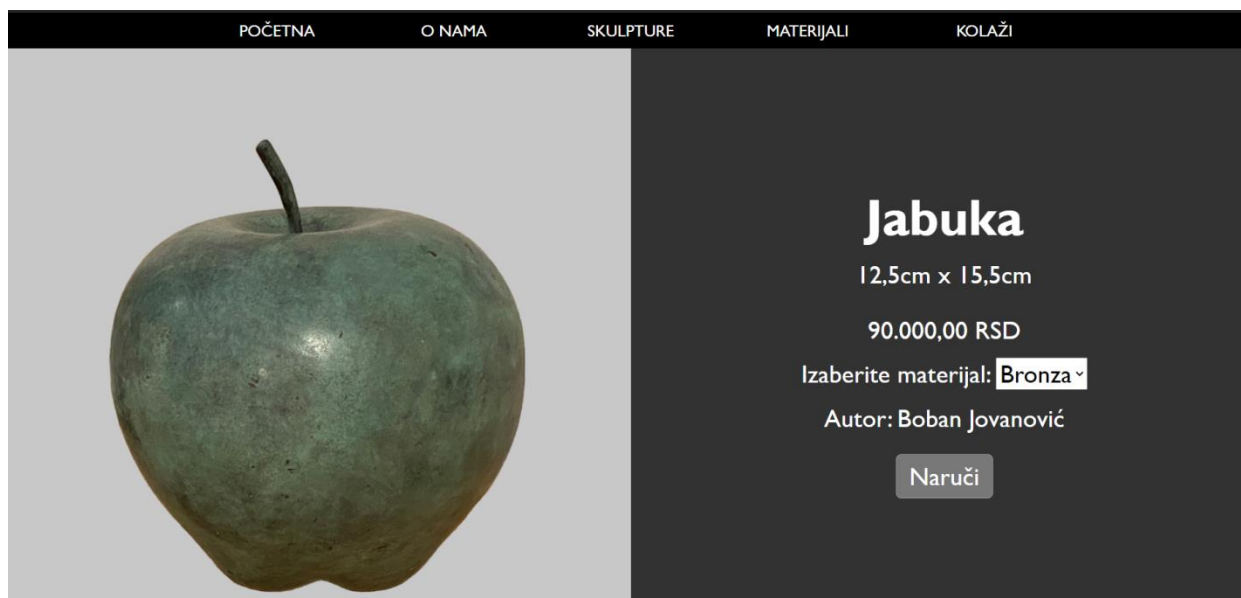 POČETNA O NAMA SKULPTURE MATERIJALI KOLAŽI
Jabuka
12,5cm x 15,5cm
90.000,00 RSD
Izaberite materijal: Bronza
Autor: Boban Jovanović
Naruči